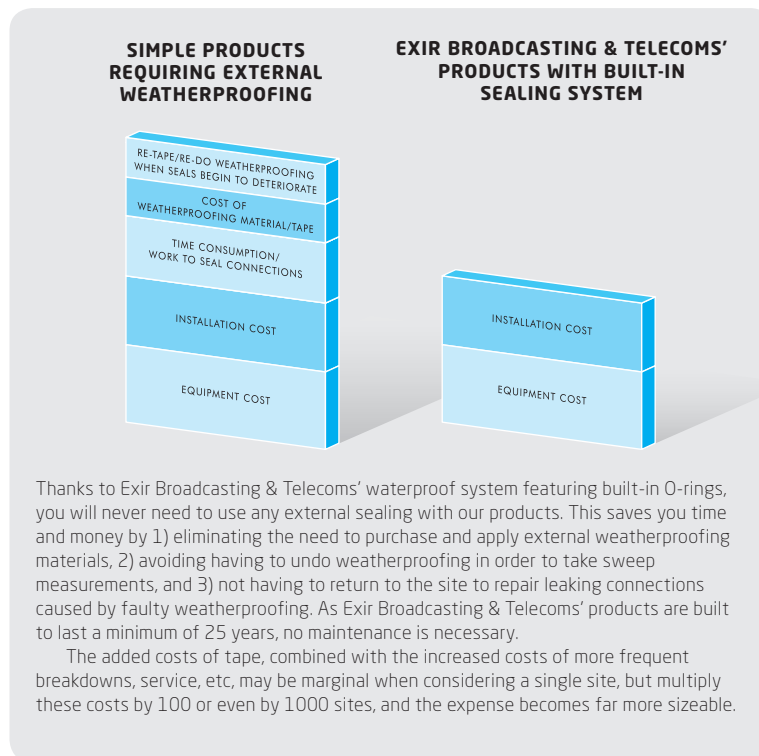 SIMPLE PRODUCTS
REQUIRING EXTERNAL
WEATHERPROOFING
RE-TAPE/RE-DO WEATHERPROOFING
WHEN SEALS BEGIN TO DETERIORATE
COST OF
WEATHERPROOFING MATERIAL/TAPE
TIME CONSUMPTION/
WORK TO SEAL CONNECTIONS
INSTALLATION COST
EQUIPMENT COST
EXIR BROADCASTING & TELECOMS’
PRODUCTS WITH BUILT-IN
SEALING SYSTEM
INSTALLATION COST
EQUIPMENT COST
Thanks to Exir Broadcasting & Telecoms’ waterproof system featuring built-in O-rings,
you will never need to use any external sealing with our products. This saves you time
and money by 1) eliminating the need to purchase and apply external weatherproofing
materials, 2) avoiding having to undo weatherproofing in order to take sweep
measurements, and 3) not having to return to the site to repair leaking connections
caused by faulty weatherproofing. As Exir Broadcasting & Telecoms’ products are built
to last a minimum of 25 years, no maintenance is necessary.
The added costs of tape, combined with the increased costs of more frequent
breakdowns, service, etc, may be marginal when considering a single site, but multiply
these costs by 100 or even by 1000 sites, and the expense becomes far more sizeable.